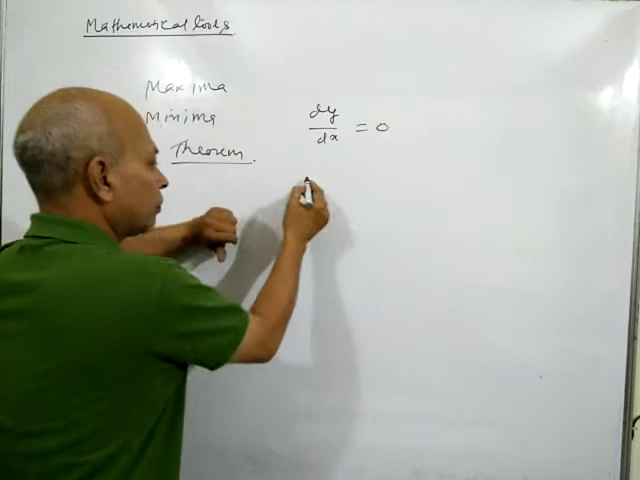 Mathematical Tools
Maxima
Minima
Theorem.
dy/dx = 0